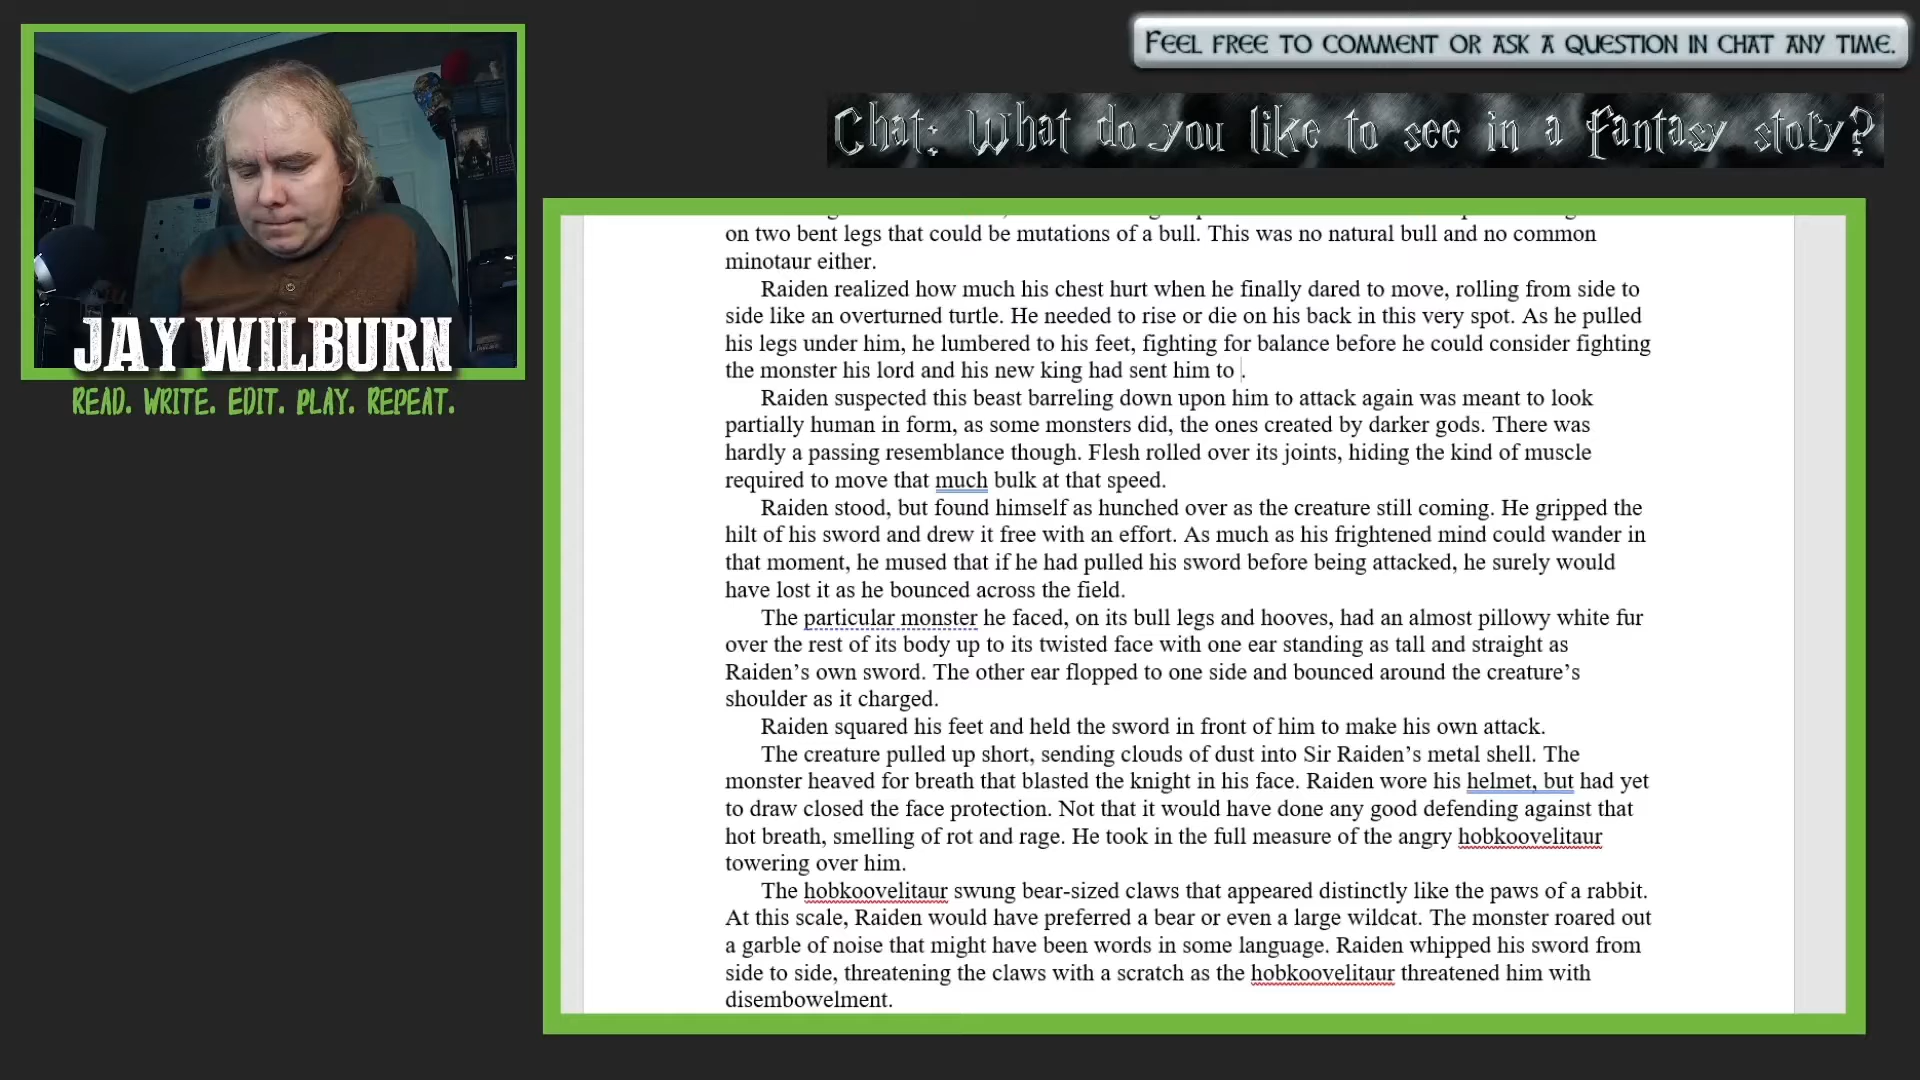 FEEL FREE TO COMMENT OR ASK A QUESTION IN CHAT ANY TIME.
Chat: What do you like to see in a fantasy story?
JAY WILBURN
READ. WRITE. EDIT. PLAY. REPEAT.
on two bent legs that could be mutations of a bull. This was no natural bull and no common
minotaur either.
Raiden realized how much his chest hurt when he finally dared to move, rolling from side to
side like an overturned turtle. He needed to rise or die on his back in this very spot. As he pulled
his legs under him, he lumbered to his feet, fighting for balance before he could consider fighting
the monster his lord and his new king had sent him to .
Raiden suspected this beast barreling down upon him to attack again was meant to look
partially human in form, as some monsters did, the ones created by darker gods. There was
hardly a passing resemblance though. Flesh rolled over its joints, hiding the kind of muscle
required to move that much bulk at that speed.
Raiden stood, but found himself as hunched over as the creature still coming. He gripped the
hilt of his sword and drew it free with an effort. As much as his frightened mind could wander in
that moment, he mused that if he had pulled his sword before being attacked, he surely would
have lost it as he bounced across the field.
The particular monster he faced, on its bull legs and hooves, had an almost pillowy white fur
over the rest of its body up to its twisted face with one ear standing as tall and straight as
Raiden’s own sword. The other ear flopped to one side and bounced around the creature’s
shoulder as it charged.
Raiden squared his feet and held the sword in front of him to make his own attack.
The creature pulled up short, sending clouds of dust into Sir Raiden’s metal shell. The
monster heaved for breath that blasted the knight in his face. Raiden wore his helmet, but had yet
to draw closed the face protection. Not that it would have done any good defending against that
hot breath, smelling of rot and rage. He took in the full measure of the angry hobkoovelitaur
towering over him.
The hobkoovelitaur swung bear-sized claws that appeared distinctly like the paws of a rabbit.
At this scale, Raiden would have preferred a bear or even a large wildcat. The monster roared out
a garble of noise that might have been words in some language. Raiden whipped his sword from
side to side, threatening the claws with a scratch as the hobkoovelitaur threatened him with
disembowelment.